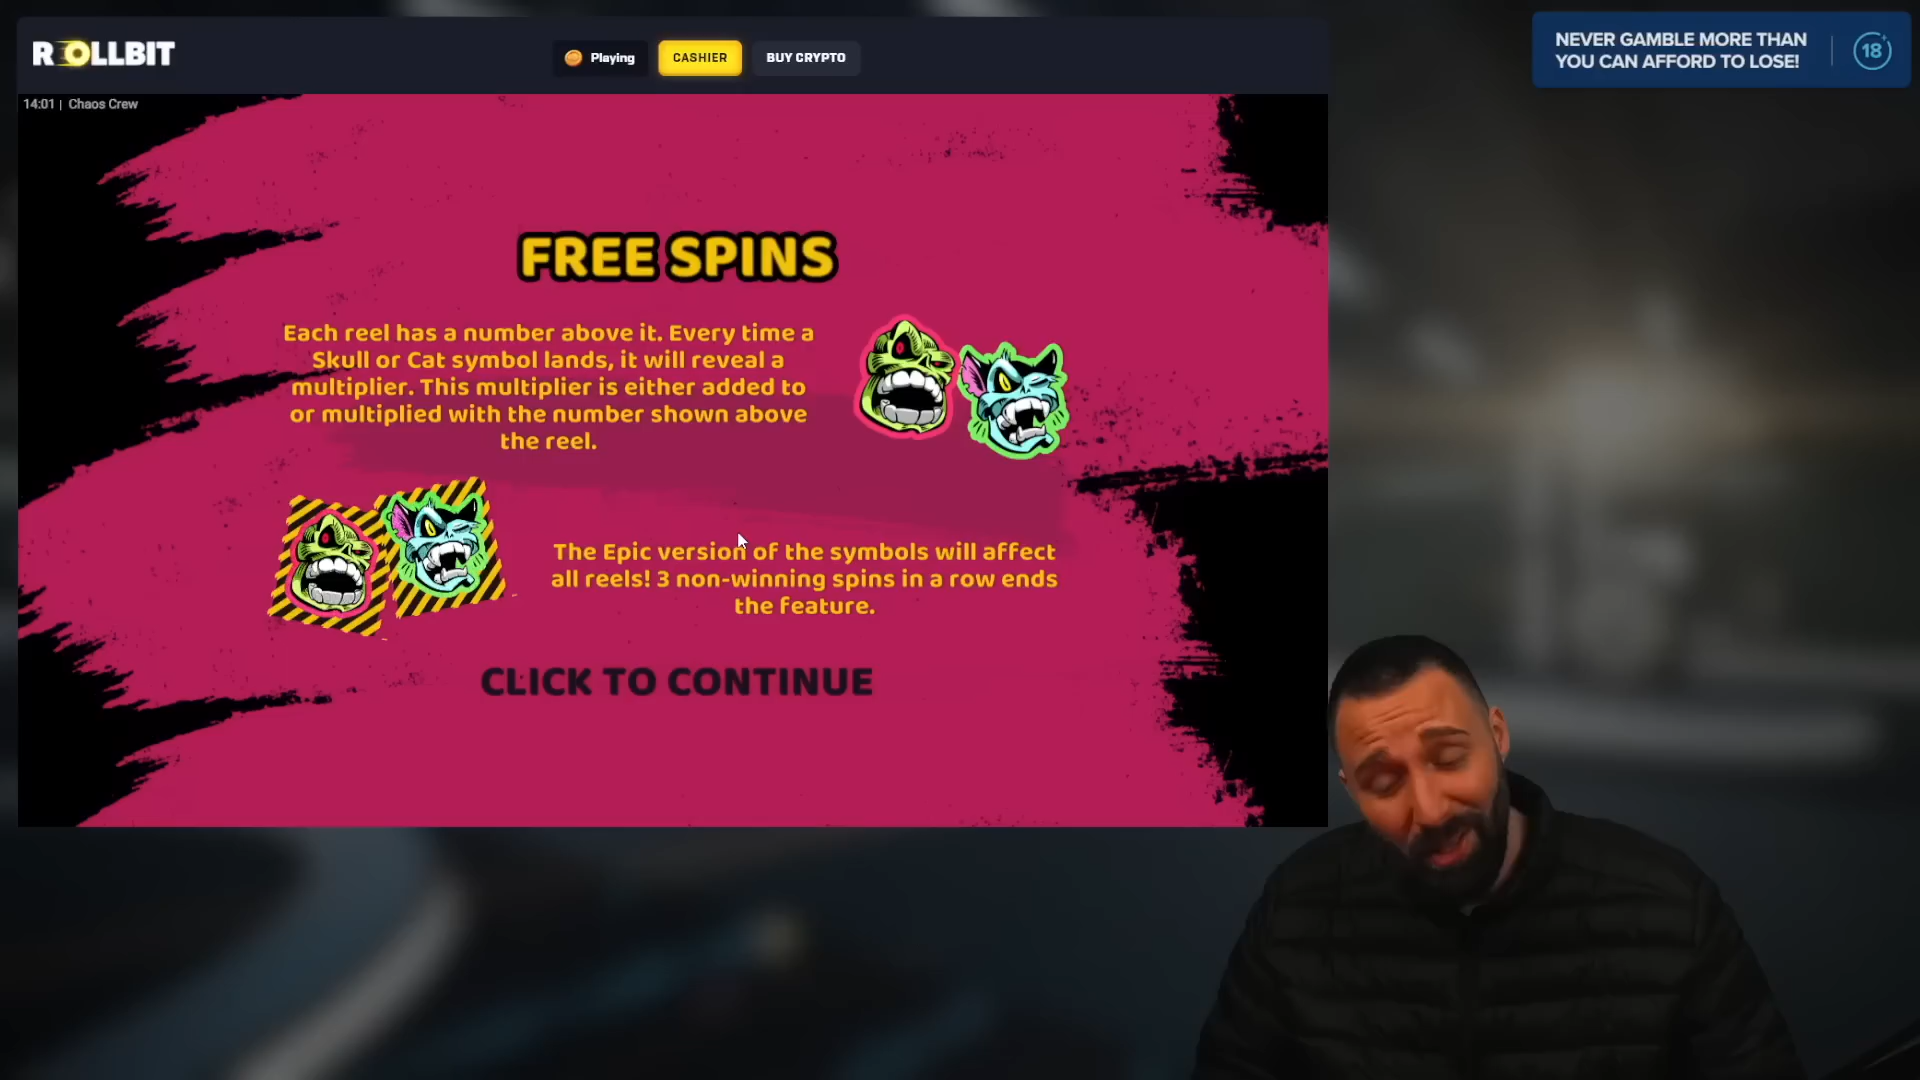 ROLLBIT
Playing
CASHIER
BUY CRYPTO
NEVER GAMBLE MORE THAN
YOU CAN AFFORD TO LOSE!
18+
14:01 | Chaos Crew
FREE SPINS
Each reel has a number above it. Every time a
Skull or Cat symbol lands, it will reveal a
multiplier. This multiplier is either added to
or multiplied with the number shown above
the reel.
The Epic version of the symbols will affect
all reels! 3 non-winning spins in a row ends
the feature.
CLICK TO CONTINUE